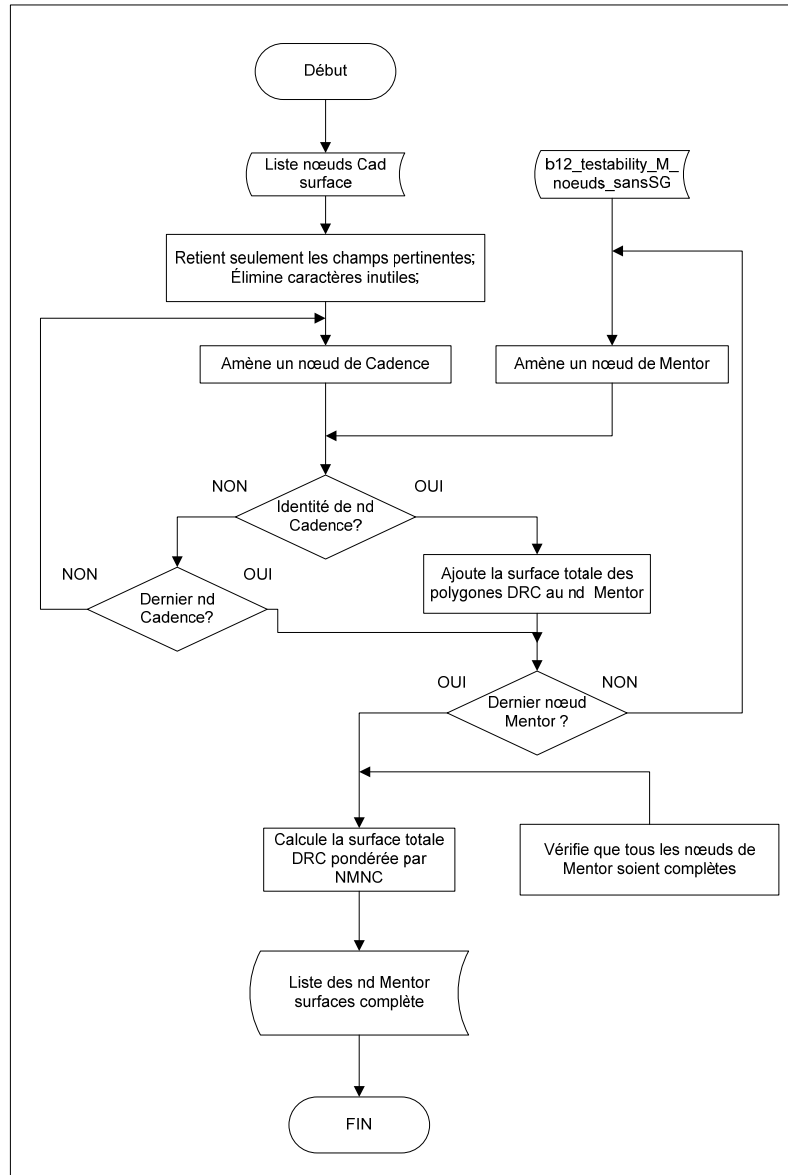 Début
Liste nœuds Cad
surface
b12_testability_M_
noeuds_sansSG
Retient seulement les champs pertinentes;
Élimine caractères inutiles;
Amène un nœud de Cadence
Amène un nœud de Mentor
NON
OUI
Identité de nd
Cadence?
NON
OUI
Dernier nd
Cadence?
Ajoute la surface totale des
polygones DRC au nd Mentor
OUI
NON
Dernier nœud
Mentor ?
Calcule la surface totale
DRC pondérée par
NMNC
Vérifie que tous les nœuds de
Mentor soient complètes
Liste des nd Mentor
surfaces complète
FIN